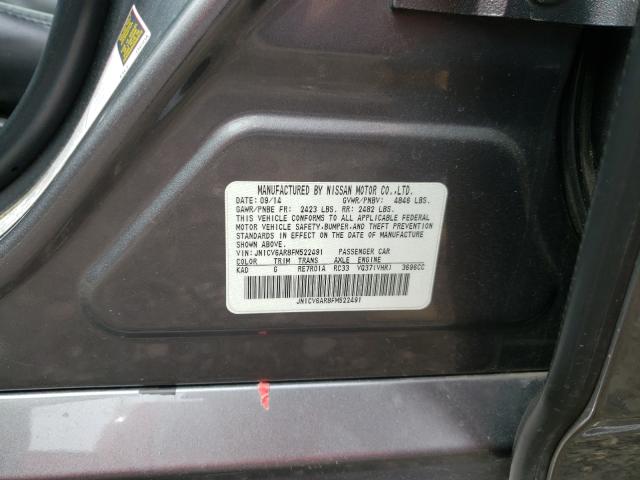 MANUFACTURED BY NISSAN MOTOR CO.,LTD.
DATE: 09/14 GVWR/PNBV: 4846 LBS.
GAWR/PNBE FR: 2423 LBS. RR: 2482 LBS.
THIS VEHICLE CONFORMS TO ALL APPLICABLE FEDERAL
MOTOR VEHICLE SAFETY,BUMPER,AND THEFT PREVENTION
STANDARDS IN EFFECT ON THE DATE OF MANUFACTURE
SHOWN ABOVE.
VIN: JN1CV6AR8FM522491 PASSENGER CAR
COLOR TRIM TRANS AXLE ENGINE
KAD G RE7R01A RC33 VQ37(VHR) 3696CC
JN1CV6AR8FM522491